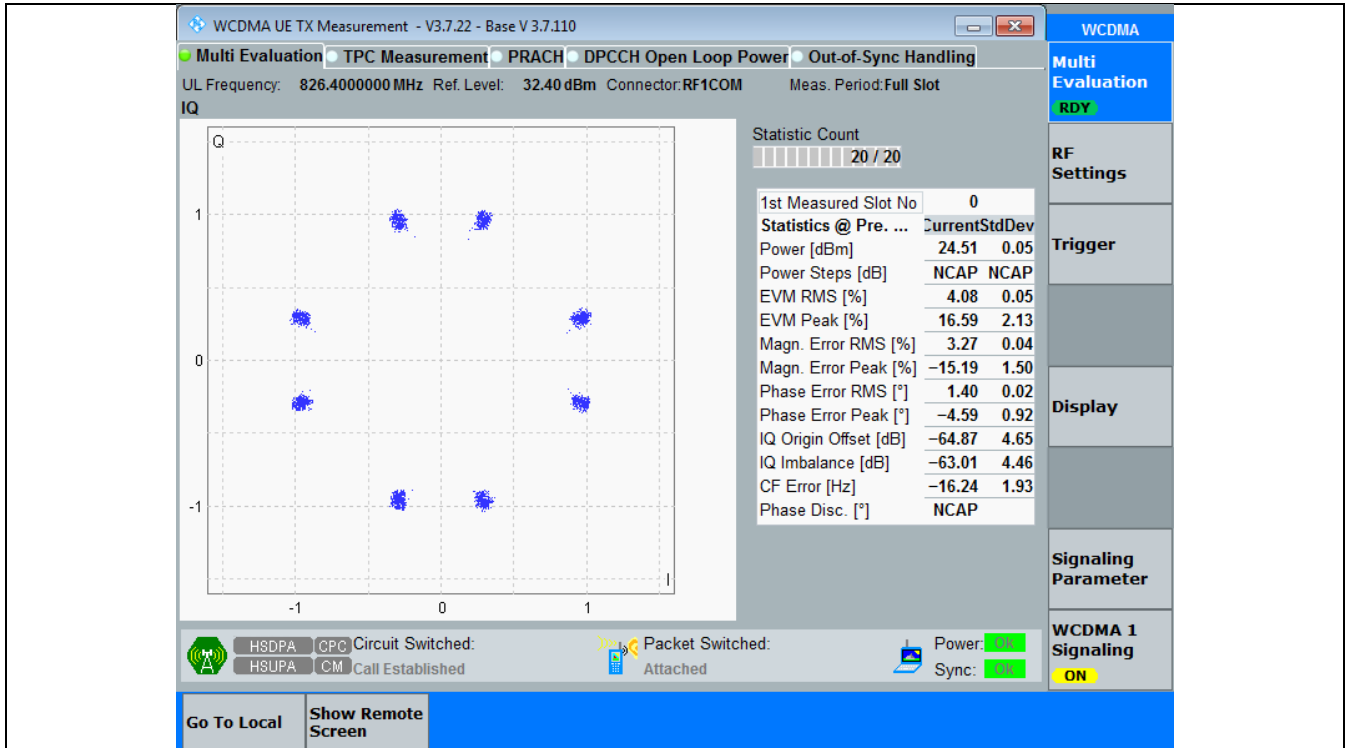 WCDMA UE TX Measurement - V3.7.22 - Base V 3.7.110
WCDMA
Multi Evaluation TPC Measurement PRACH DPCCH Open Loop Power Out-of-Sync Handling
Multi Evaluation
RDY
UL Frequency: 826.4000000 MHz Ref. Level: 32.40 dBm Connector: RF1COM Meas. Period: Full Slot
IQ
Q
1
0
-1
-1 0 1
I
Statistic Count
20 / 20
1st Measured Slot No 0
Statistics @ Pre. ... Current StdDev
Power [dBm] 24.51 0.05
Power Steps [dB] NCAP NCAP
EVM RMS [%] 4.08 0.05
EVM Peak [%] 16.59 2.13
Magn. Error RMS [%] 3.27 0.04
Magn. Error Peak [%] −15.19 1.50
Phase Error RMS [°] 1.40 0.02
Phase Error Peak [°] −4.59 0.92
IQ Origin Offset [dB] −64.87 4.65
IQ Imbalance [dB] −63.01 4.46
CF Error [Hz] −16.24 1.93
Phase Disc. [°] NCAP
RF Settings
Trigger
Display
Signaling Parameter
WCDMA 1 Signaling
ON
HSDPA CPC Circuit Switched: Packet Switched: Power: Ok
HSUPA CM Call Established Attached Sync: Ok
Go To Local
Show Remote Screen